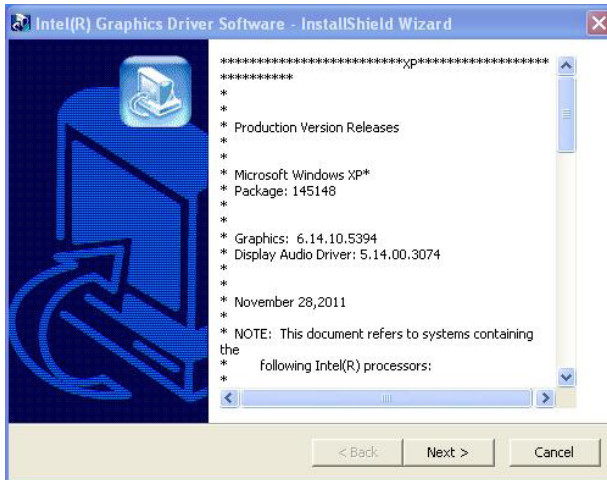 Intel(R) Graphics Driver Software - InstallShield Wizard
**************************XP*******************
**********
*
*
* Production Version Releases
*
*
* Microsoft Windows XP*
* Package: 145148
*
*
* Graphics: 6.14.10.5394
* Display Audio Driver: 5.14.00.3074
*
*
* November 28,2011
*
* NOTE: This document refers to systems containing
the
* following Intel(R) processors:
*
< Back
Next >
Cancel